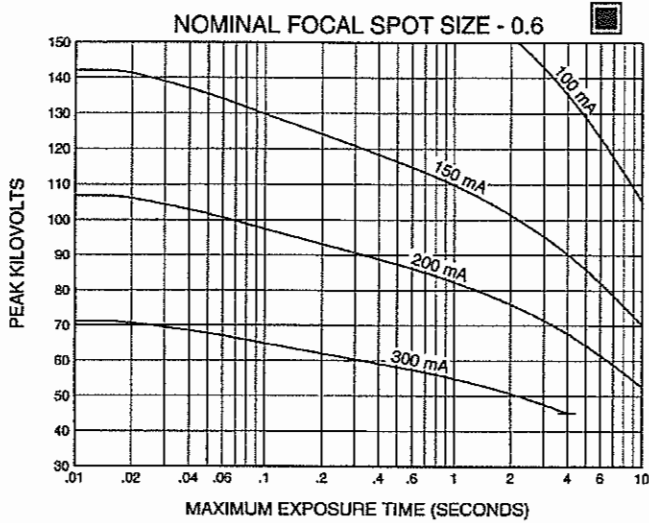 NOMINAL FOCAL SPOT SIZE - 0.6
150
140
130
120
110
100
90
80
70
60
50
40
30
PEAK KILOVOLTS
100 mA
150 mA
200 mA
300 mA
.01 .02 .04 .06 .1 .2 .4 .6 1 2 4 6 10
MAXIMUM EXPOSURE TIME (SECONDS)